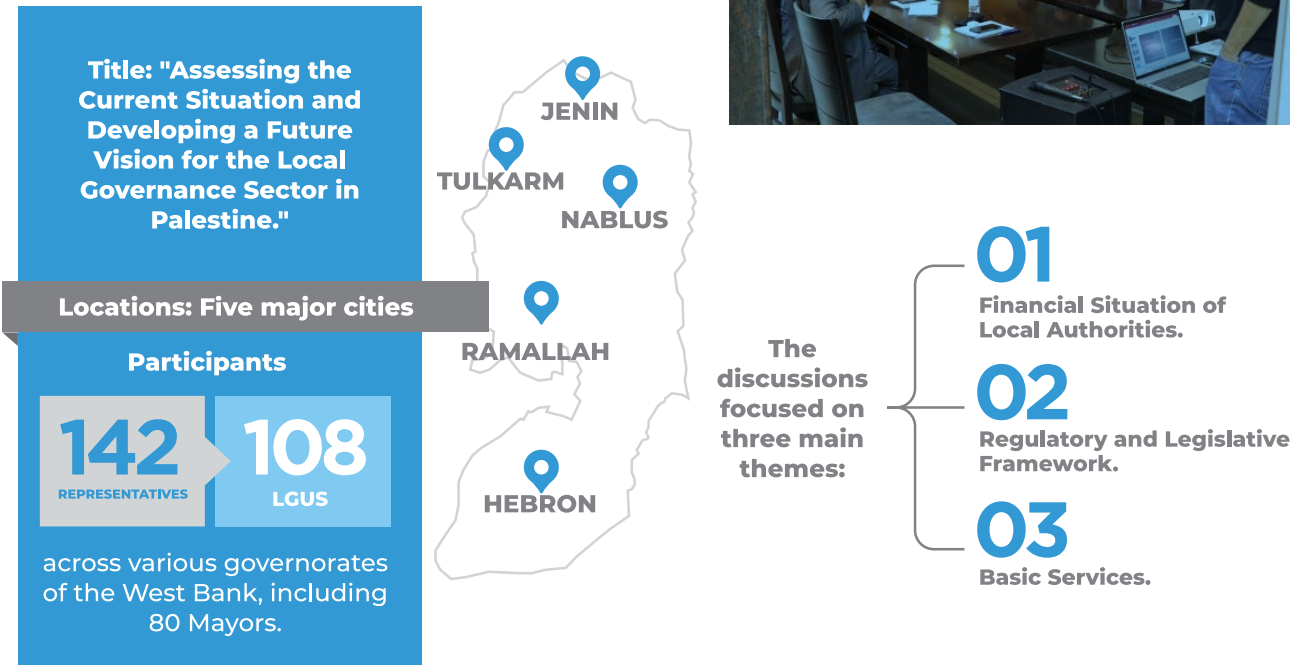 Title: "Assessing the
Current Situation and
Developing a Future
Vision for the Local
Governance Sector in
Palestine."
Locations: Five major cities
Participants
142
REPRESENTATIVES
108
LGUS
across various governorates
of the West Bank, including
80 Mayors.
JENIN
TULKARM
NABLUS
RAMALLAH
HEBRON
The
discussions
focused on
three main
themes:
01
Financial Situation of
Local Authorities.
02
Regulatory and Legislative
Framework.
03
Basic Services.